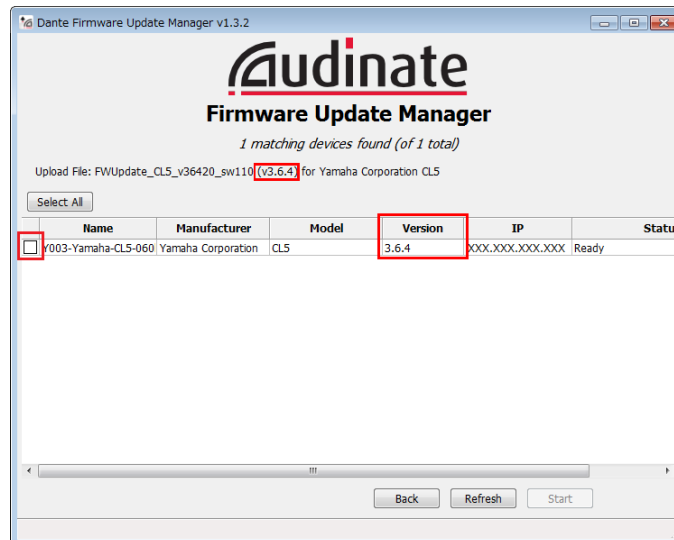 Dante Firmware Update Manager v1.3.2
Audinate
Firmware Update Manager
1 matching devices found (of 1 total)
Upload File: FWUpdate_CL5_v36420_sw110 (v3.6.4) for Yamaha Corporation CL5
Select All
Name Manufacturer Model Version IP Statu
Y003-Yamaha-CL5-060 Yamaha Corporation CL5 3.6.4 XXX.XXX.XXX.XXX Ready
Back Refresh Start